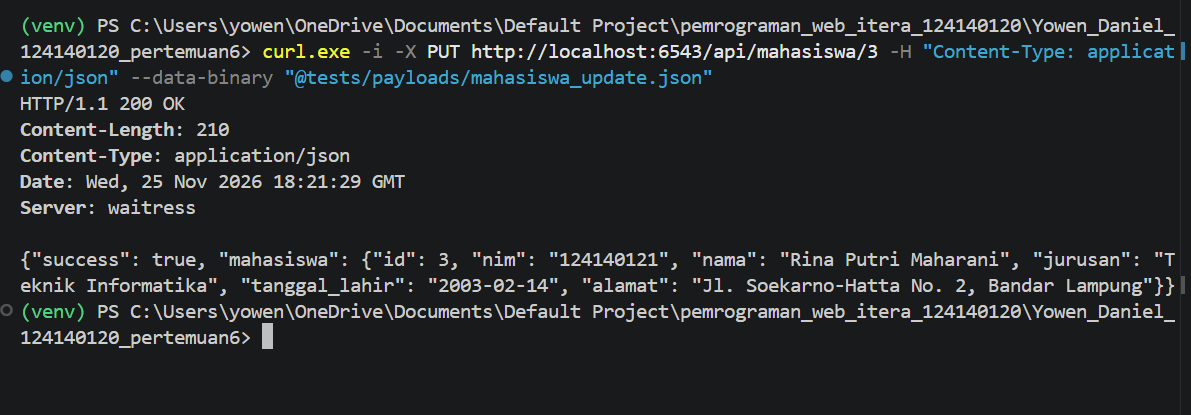 (venv) PS C:\Users\yowen\OneDrive\Documents\Default Project\pemrograman_web_itera_124140120\Yowen_Daniel_
124140120_pertemuan6> curl.exe -i -X PUT http://localhost:6543/api/mahasiswa/3 -H "Content-Type: applicat
ion/json" --data-binary "@tests/payloads/mahasiswa_update.json"
HTTP/1.1 200 OK
Content-Length: 210
Content-Type: application/json
Date: Wed, 25 Nov 2026 18:21:29 GMT
Server: waitress
{"success": true, "mahasiswa": {"id": 3, "nim": "124140121", "nama": "Rina Putri Maharani", "jurusan": "T
eknik Informatika", "tanggal_lahir": "2003-02-14", "alamat": "Jl. Soekarno-Hatta No. 2, Bandar Lampung"}}
(venv) PS C:\Users\yowen\OneDrive\Documents\Default Project\pemrograman_web_itera_124140120\Yowen_Daniel_
124140120_pertemuan6>